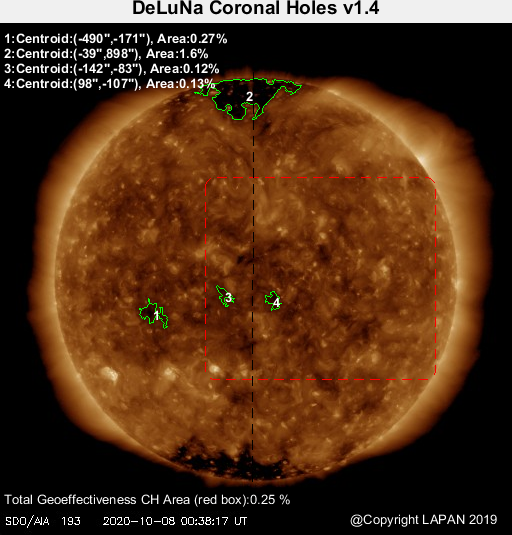 DeLuNa Coronal Holes v1.4
1:Centroid:(-490",-171"), Area:0.27%
2:Centroid:(-39",898"), Area:1.6%
3:Centroid:(-142",-83"), Area:0.12%
4:Centroid:(98",-107"), Area:0.13%
2
3
4
1
Total Geoeffectiveness CH Area (red box):0.25 %
SDO/AIA 193 2020-10-08 00:38:17 UT
@Copyright LAPAN 2019